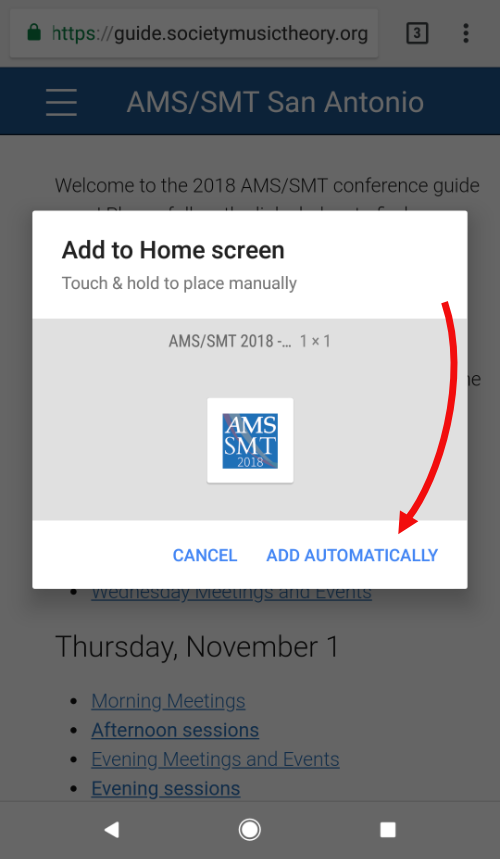 https://guide.societymusictheory.org
3
AMS/SMT San Antonio
Welcome to the 2018 AMS/SMT conference guide
Add to Home screen
Touch & hold to place manually
AMS/SMT 2018 -... 1 × 1
AMS
SMT
2018
CANCEL ADD AUTOMATICALLY
Wednesday Meetings and Events
Thursday, November 1
Morning Meetings
Afternoon sessions
Evening Meetings and Events
Evening sessions